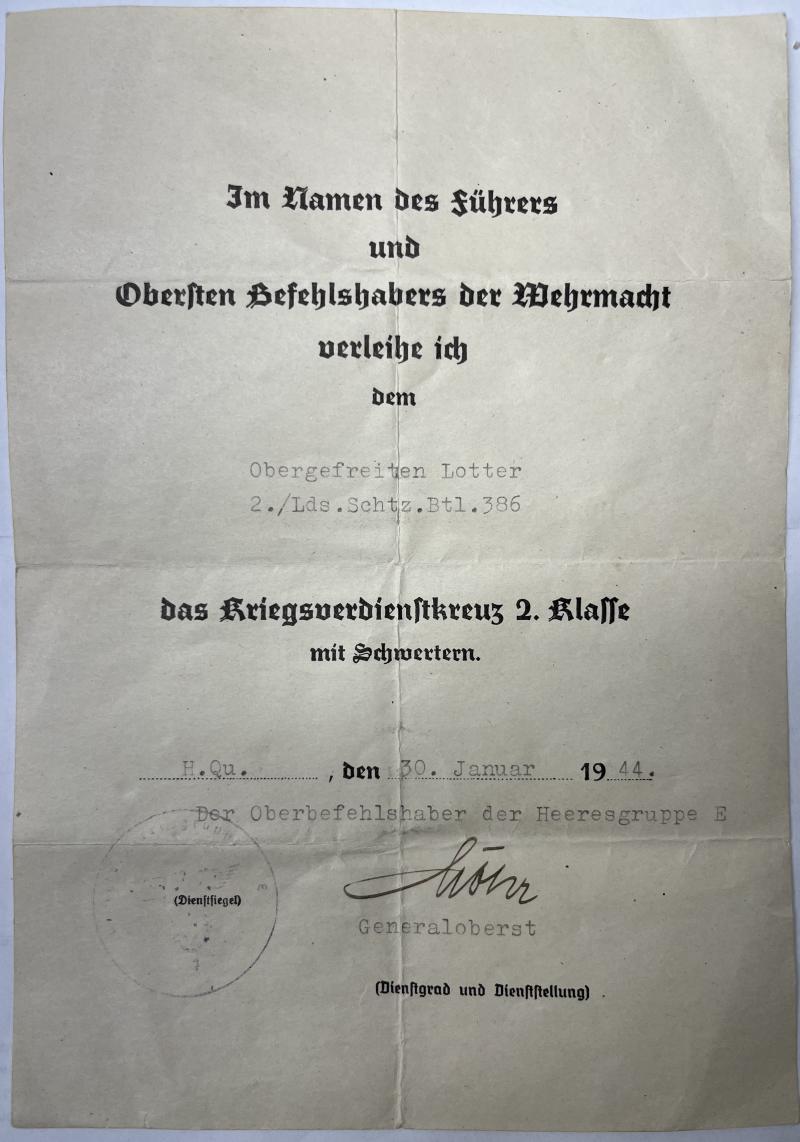 Im Namen des Führers
und
Obersten Befehlshabers der Wehrmacht
verleihe ich
dem
Obergefreiten Lotter
2./Lds.Schtz.Btl.386
das Kriegsverdienstkreuz 2. Klasse
mit Schwertern.
H.Qu. , den 30. Januar 1944.
Der Oberbefehlshaber der Heeresgruppe E
(Dienstsiegel)
Generaloberst
(Dienstgrad und Dienststellung)